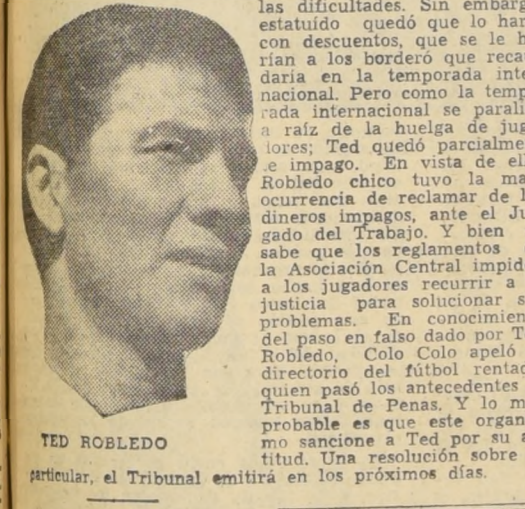 las dificultades. Sin embarg
estatuído quedó que lo har
con descuentos, que se le h
rían a los borderó que reca
daría en la temporada inte
nacional. Pero como la temp
rada internacional se parali
a raíz de la huelga de jug
lores; Ted quedó parcialme
.e impago. En vista de ell
Robledo chico tuvo la ma
ocurrencia de reclamar de l
dineros impagos, ante el Ju
gado del Trabajo. Y bien
sabe que los reglamentos
la Asociación Central impid
a los jugadores recurrir a
justicia para solucionar s
problemas. En conocimien
del paso en falso dado por T
Robledo, Colo Colo apeló
directorio del fútbol rentad
quien pasó los antecedentes
Tribunal de Penas. Y lo m
probable es que este organ
mo sancione a Ted por su a
titud. Una resolución sobre
particular, el Tribunal emitirá en los próximos días.
TED ROBLEDO